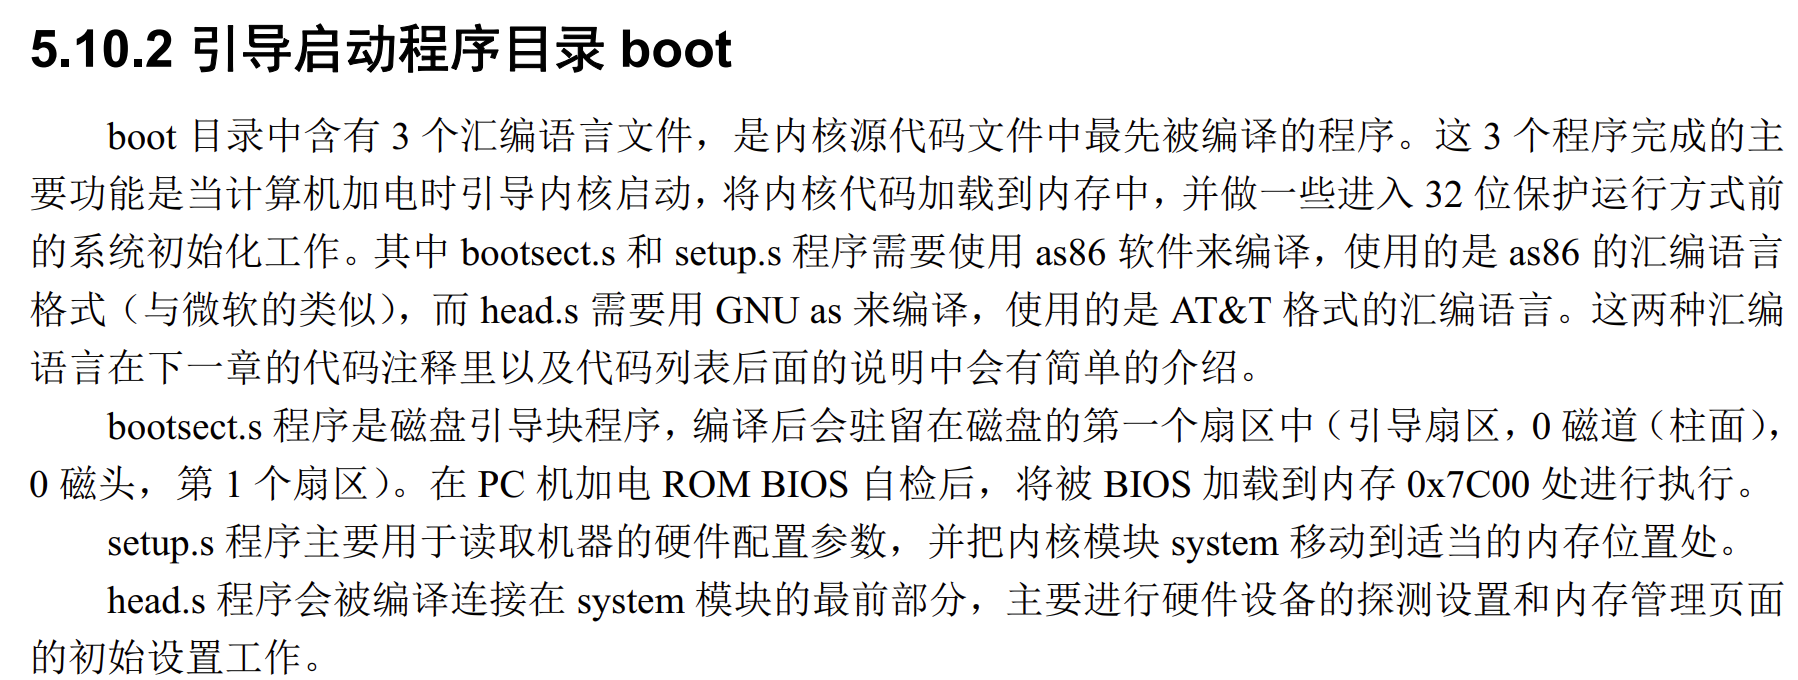 5.10.2 引导启动程序目录 boot
boot 目录中含有 3 个汇编语言文件，是内核源代码文件中最先被编译的程序。这 3 个程序完成的主
要功能是当计算机加电时引导内核启动，将内核代码加载到内存中，并做一些进入 32 位保护运行方式前
的系统初始化工作。其中 bootsect.s 和 setup.s 程序需要使用 as86 软件来编译，使用的是 as86 的汇编语言
格式（与微软的类似），而 head.s 需要用 GNU as 来编译，使用的是 AT&T 格式的汇编语言。这两种汇编
语言在下一章的代码注释里以及代码列表后面的说明中会有简单的介绍。
bootsect.s 程序是磁盘引导块程序，编译后会驻留在磁盘的第一个扇区中（引导扇区，0 磁道（柱面），
0 磁头，第 1 个扇区）。在 PC 机加电 ROM BIOS 自检后，将被 BIOS 加载到内存 0x7C00 处进行执行。
setup.s 程序主要用于读取机器的硬件配置参数，并把内核模块 system 移动到适当的内存位置处。
head.s 程序会被编译连接在 system 模块的最前部分，主要进行硬件设备的探测设置和内存管理页面
的初始设置工作。